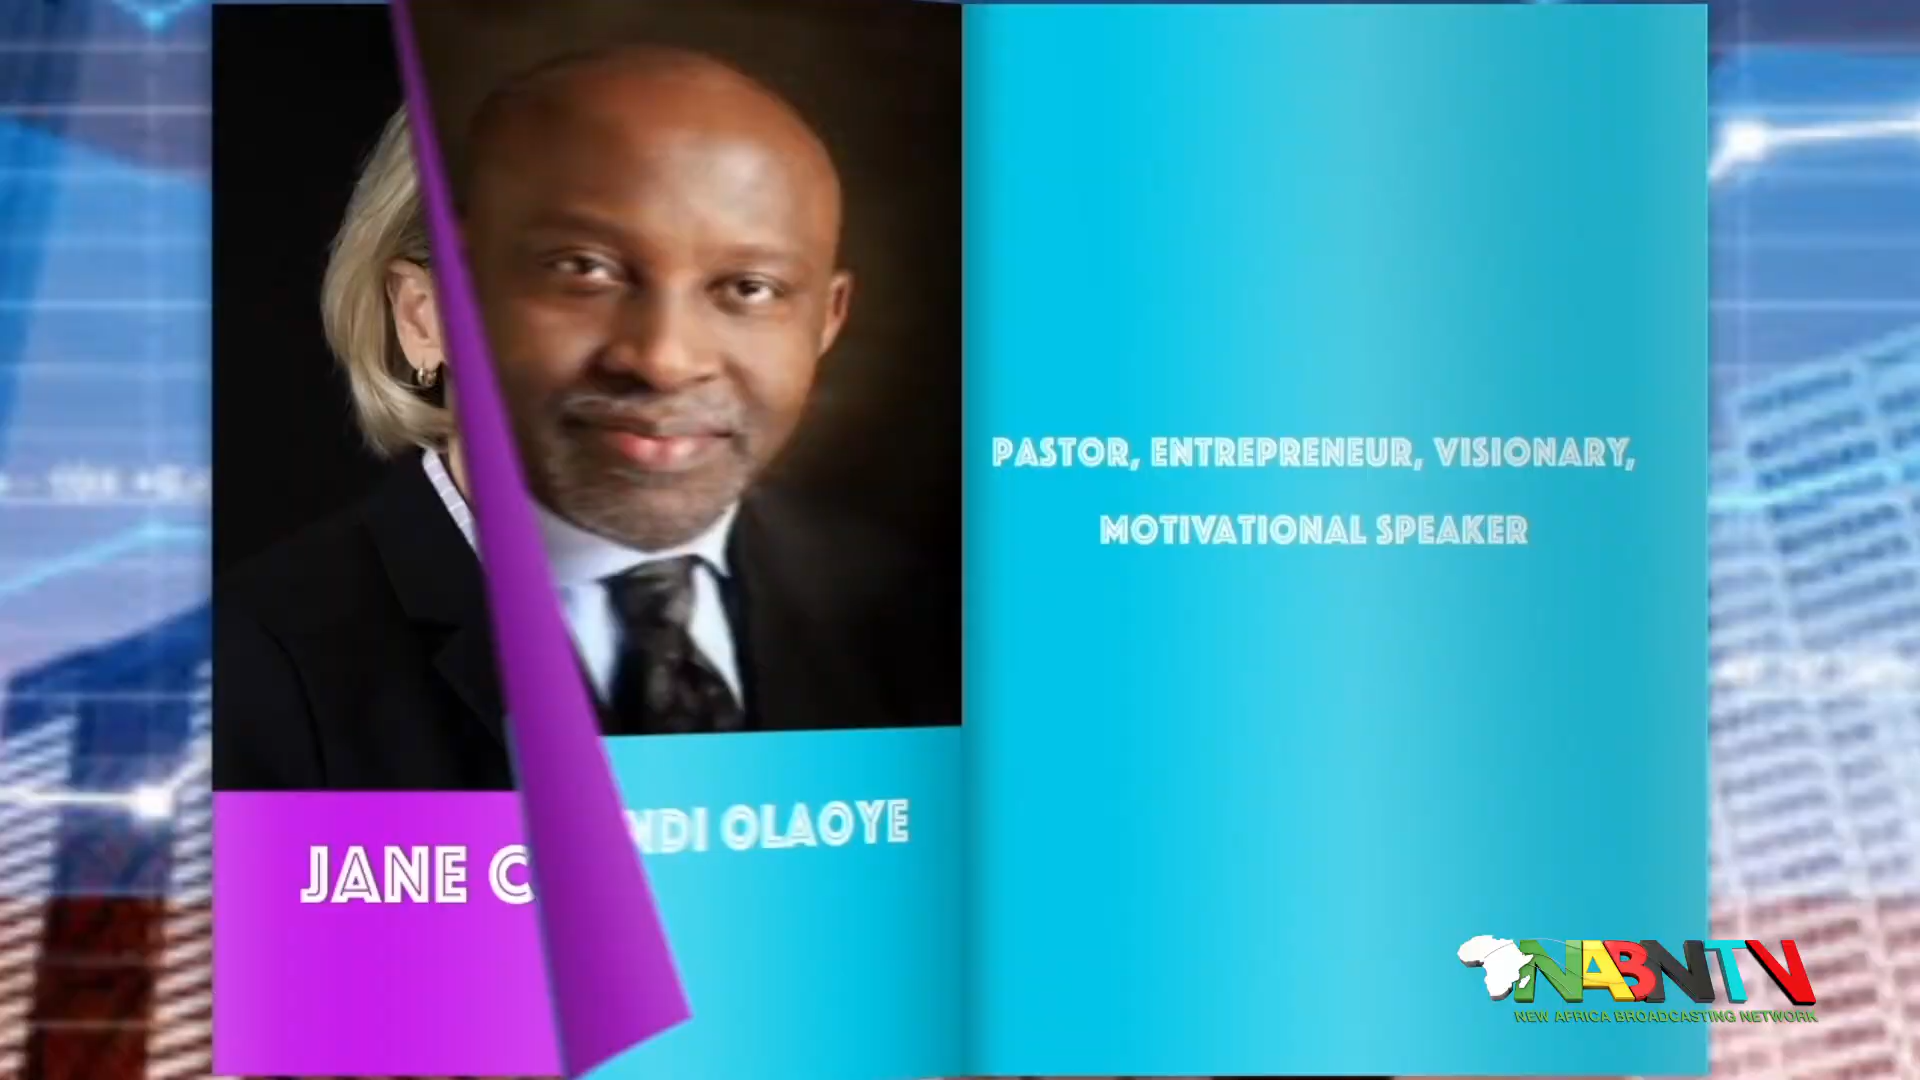 PASTOR, ENTREPRENEUR, VISIONARY,
MOTIVATIONAL SPEAKER
JANE C
NDI OLAOYE
NABNTV
NEW AFRICA BROADCASTING NETWORK